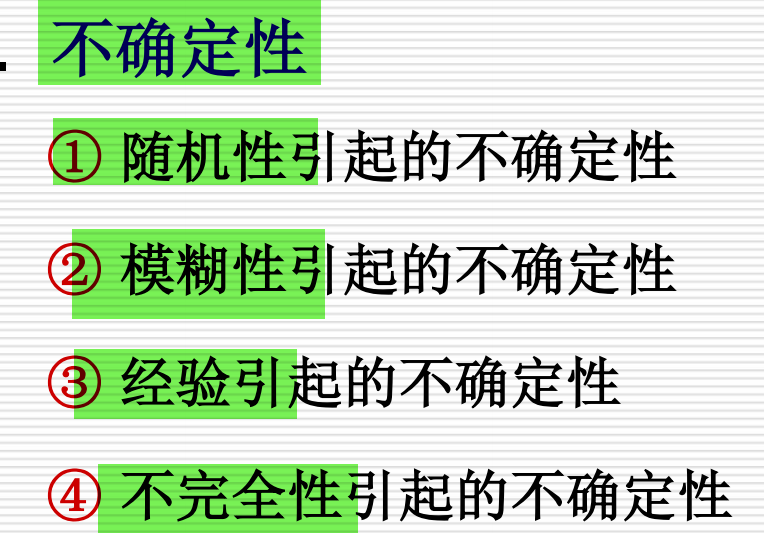 . 不确定性
① 随机性引起的不确定性
② 模糊性引起的不确定性
③ 经验引起的不确定性
④ 不完全性引起的不确定性